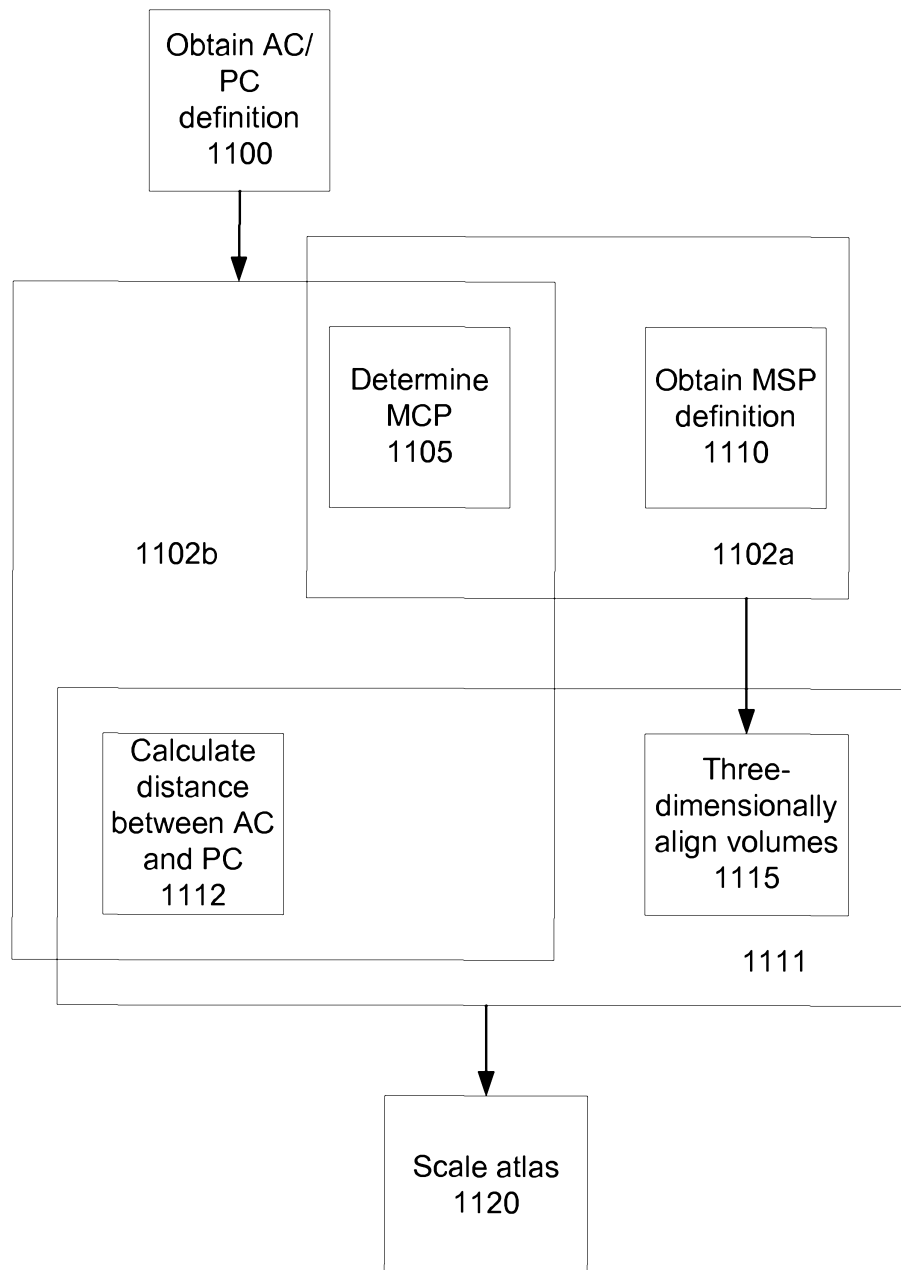 Obtain AC/
PC
definition
1100
Determine
MCP
1105
Obtain MSP
definition
1110
1102b
1102a
Calculate
distance
between AC
and PC
1112
Three-
dimensionally
align volumes
1115
1111
Scale atlas
1120